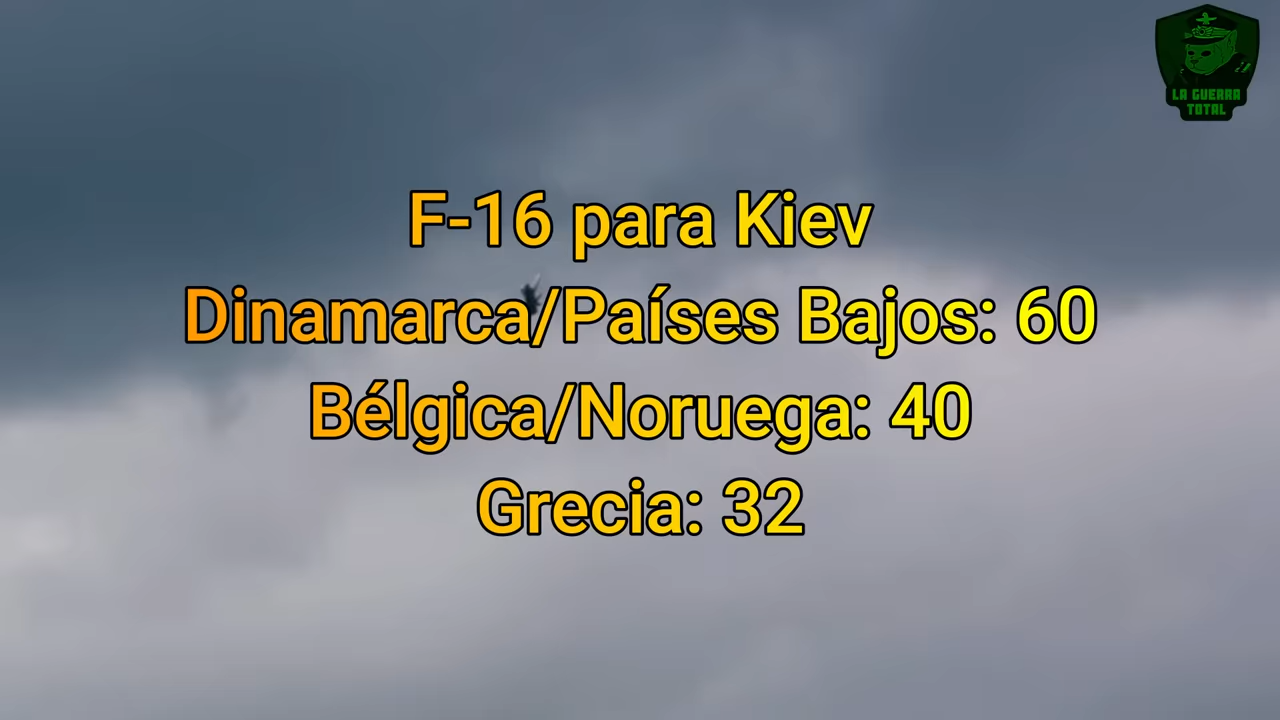 LA GUERRA
TOTAL
F-16 para Kiev
Dinamarca/Países Bajos: 60
Bélgica/Noruega: 40
Grecia: 32